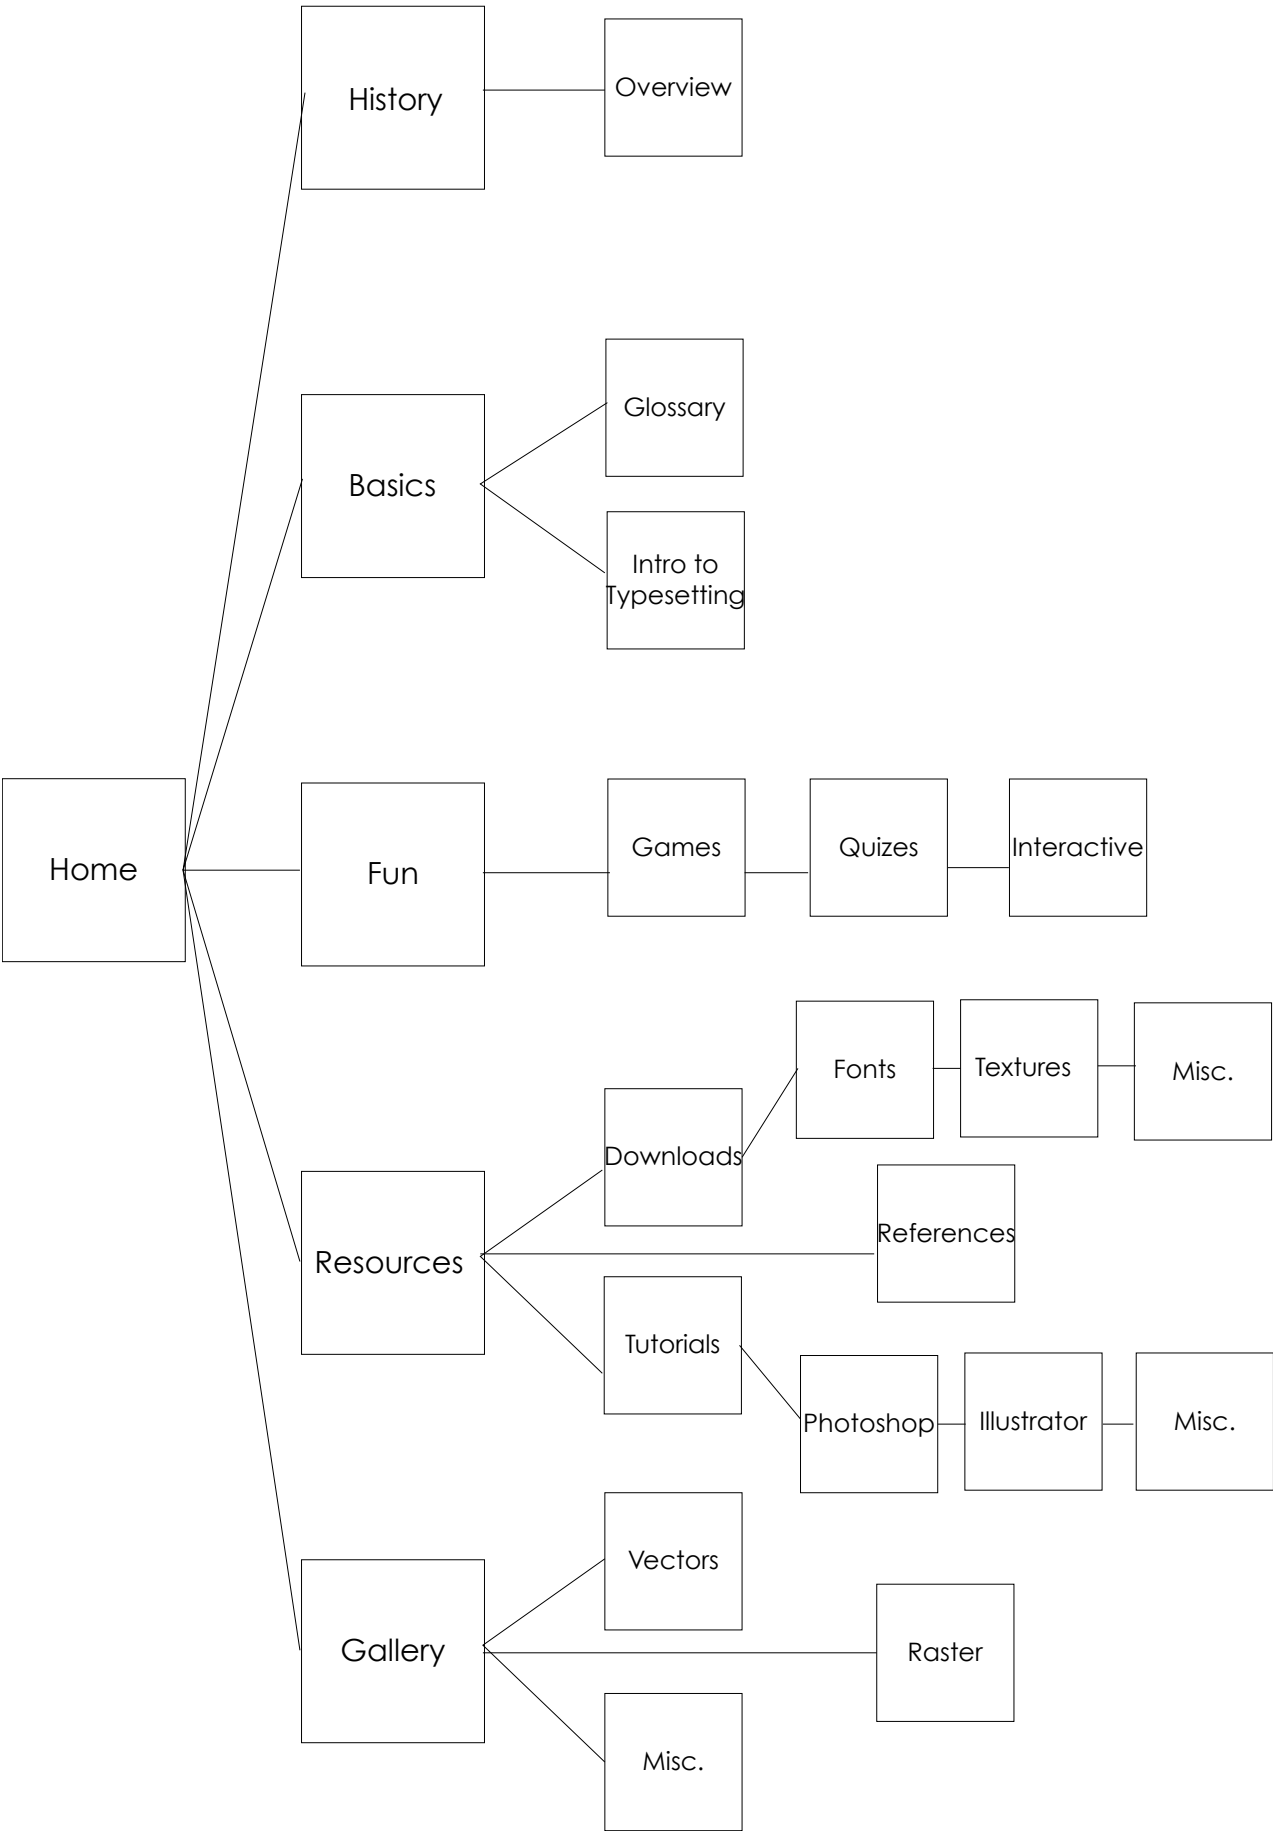 History
Overview
Glossary
Basics
Intro to
Typesetting
Home
Fun
Games
Quizes
Interactive
Fonts
Textures
Misc.
Downloads
References
Resources
Tutorials
Photoshop
Illustrator
Misc.
Vectors
Gallery
Raster
Misc.